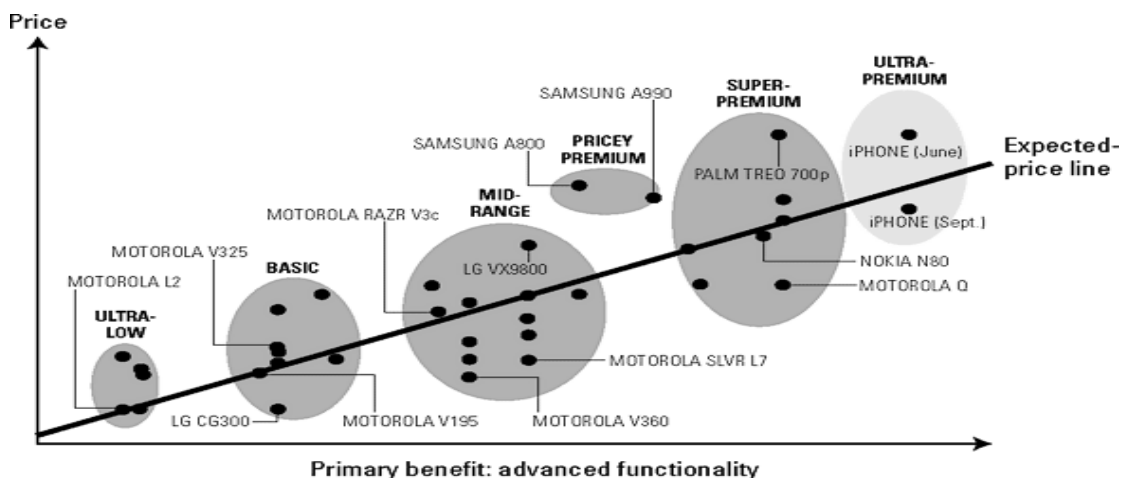 Price
ULTRA-
PREMIUM
SUPER-
PREMIUM
SAMSUNG A990
SAMSUNG A800
PRICEY
PREMIUM
iPHONE (June)
Expected-
price line
PALM TREO 700p
MID-
RANGE
MOTOROLA RAZR V3c
iPHONE (Sept.)
MOTOROLA V325
BASIC
LG VX9800
NOKIA N80
MOTOROLA L2
MOTOROLA Q
ULTRA-
LOW
MOTOROLA SLVR L7
LG CG300
MOTOROLA V195
MOTOROLA V360
Primary benefit: advanced functionality